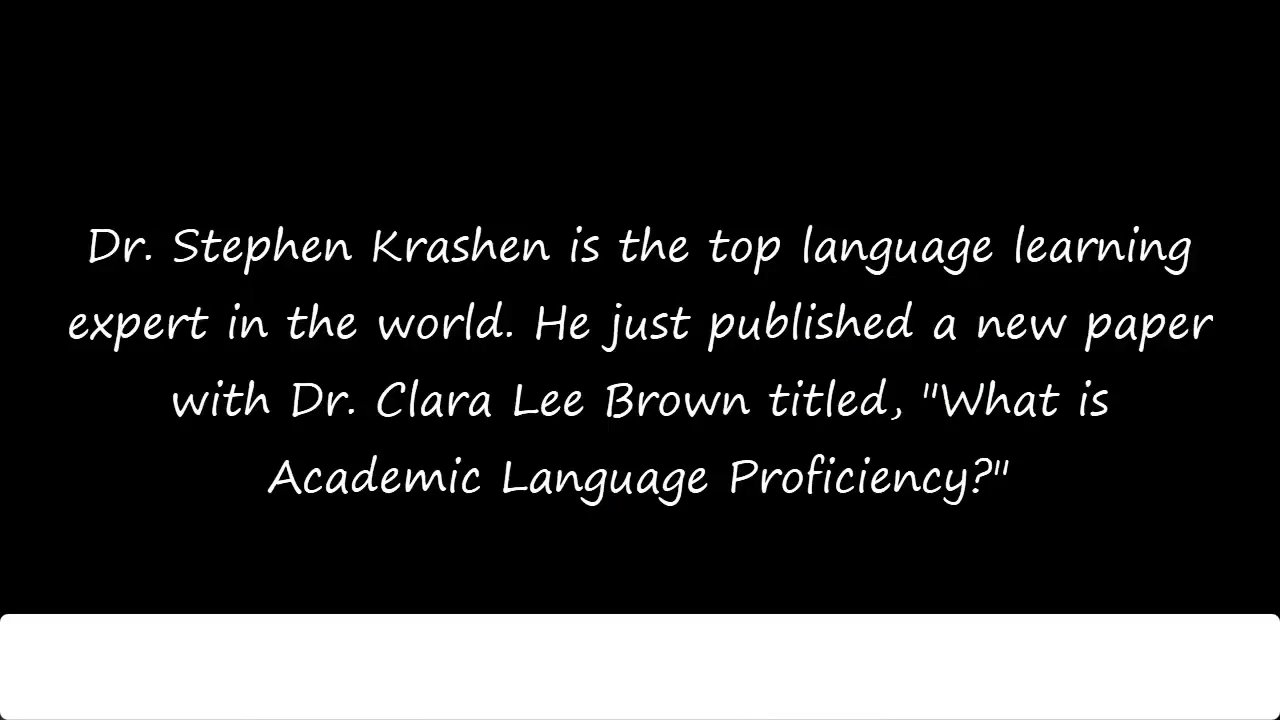 Dr. Stephen Krashen is the top language learning
expert in the world. He just published a new paper
with Dr. Clara Lee Brown titled, "What is
Academic Language Proficiency?"